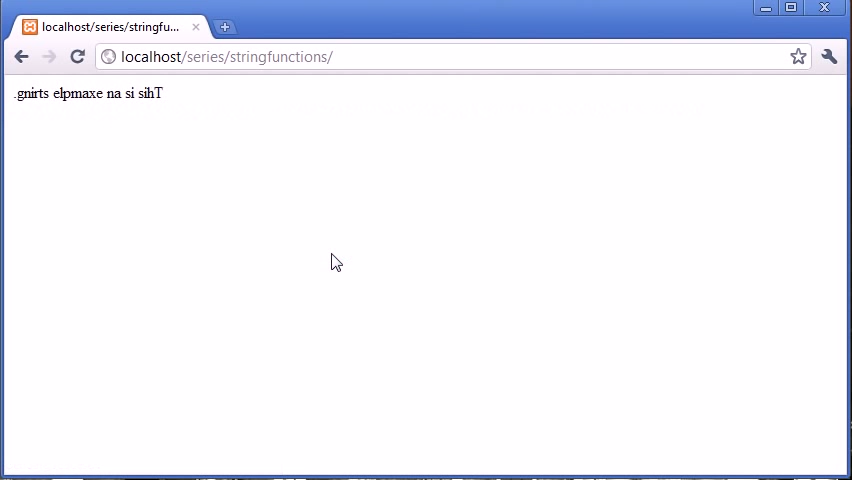 localhost/series/stringfu...
localhost/series/stringfunctions/
.gnirts elpmaxe na si sihT